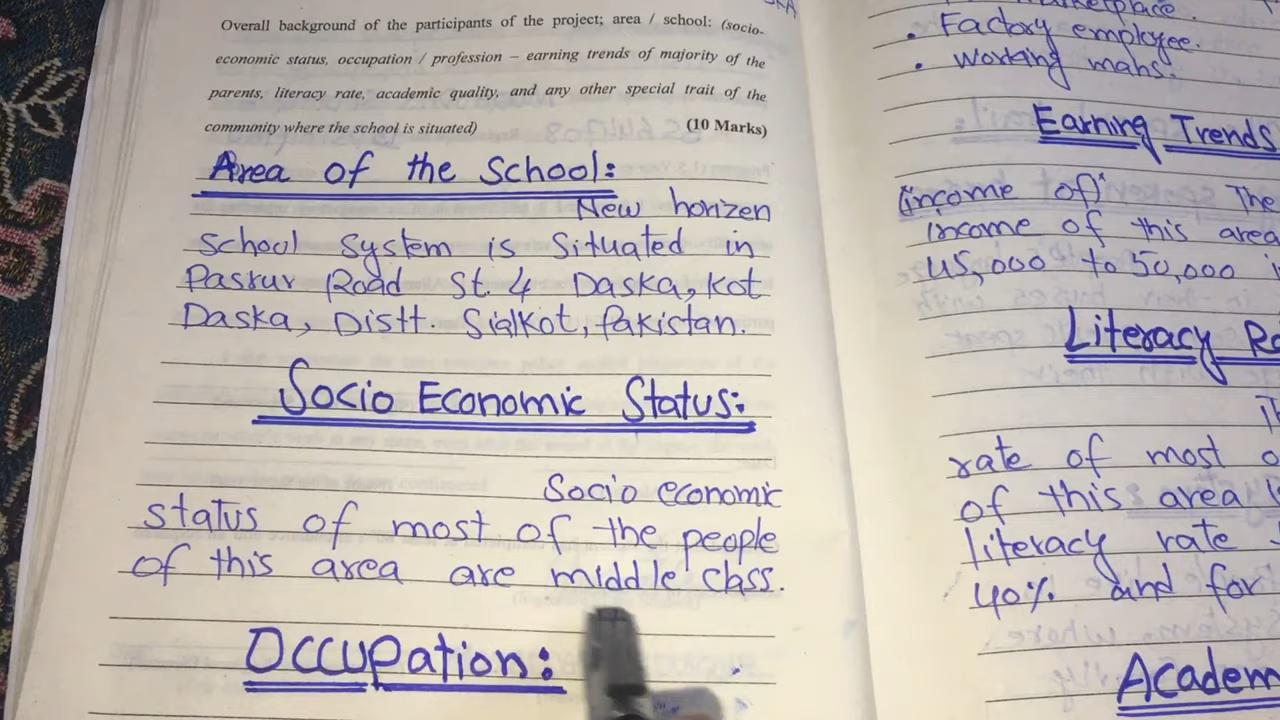 Overall background of the participants of the project; area / school: (socio-
economic status, occupation / profession – earning trends of majority of the
parents, literacy rate, academic quality, and any other special trait of the
community where the school is situated) (10 Marks)
Area of the School:
New horizen
school system is situated in
Pasrur Road St. 4 Daska, Kot
Daska, Distt. Sialkot, Pakistan.
Socio Economic Status:
Socio economic
status of most of the people
of this area are middle class.
Occupation:
• Factory employee.
• Working mans.
Earning Trends
(income of) The
income of this area
45,000 to 50,000
Literacy
rate of most
of this area
literacy rate
40% and for